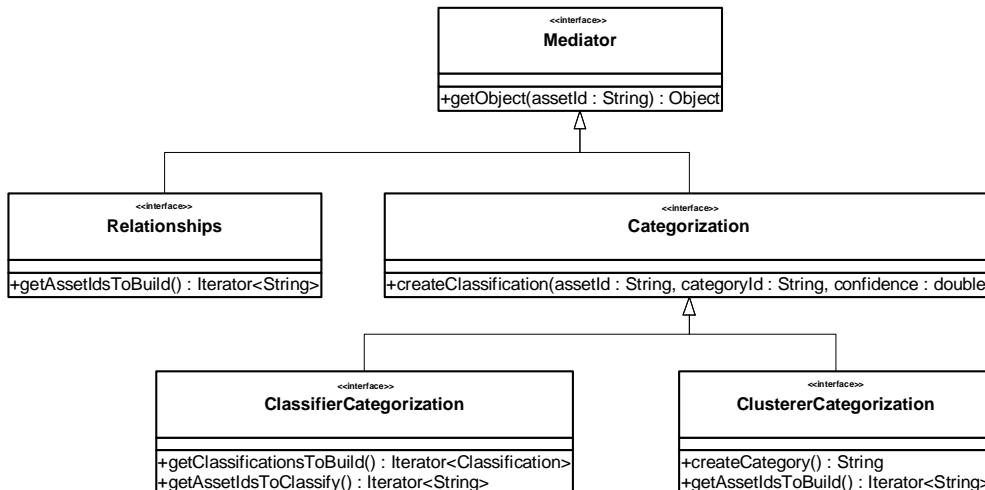 <<interface>>
Mediator
+getObject(assetId : String) : Object
<<interface>>
Relationships
+getAssetIdsToBuild() : Iterator<String>
<<interface>>
Categorization
+createClassification(assetId : String, categoryId : String, confidence : double
<<interface>>
ClassifierCategorization
+getClassificationsToBuild() : Iterator<Classification>
+getAssetIdsToClassify() : Iterator<String>
<<interface>>
ClustererCategorization
+createCategory() : String
+getAssetIdsToBuild() : Iterator<String>